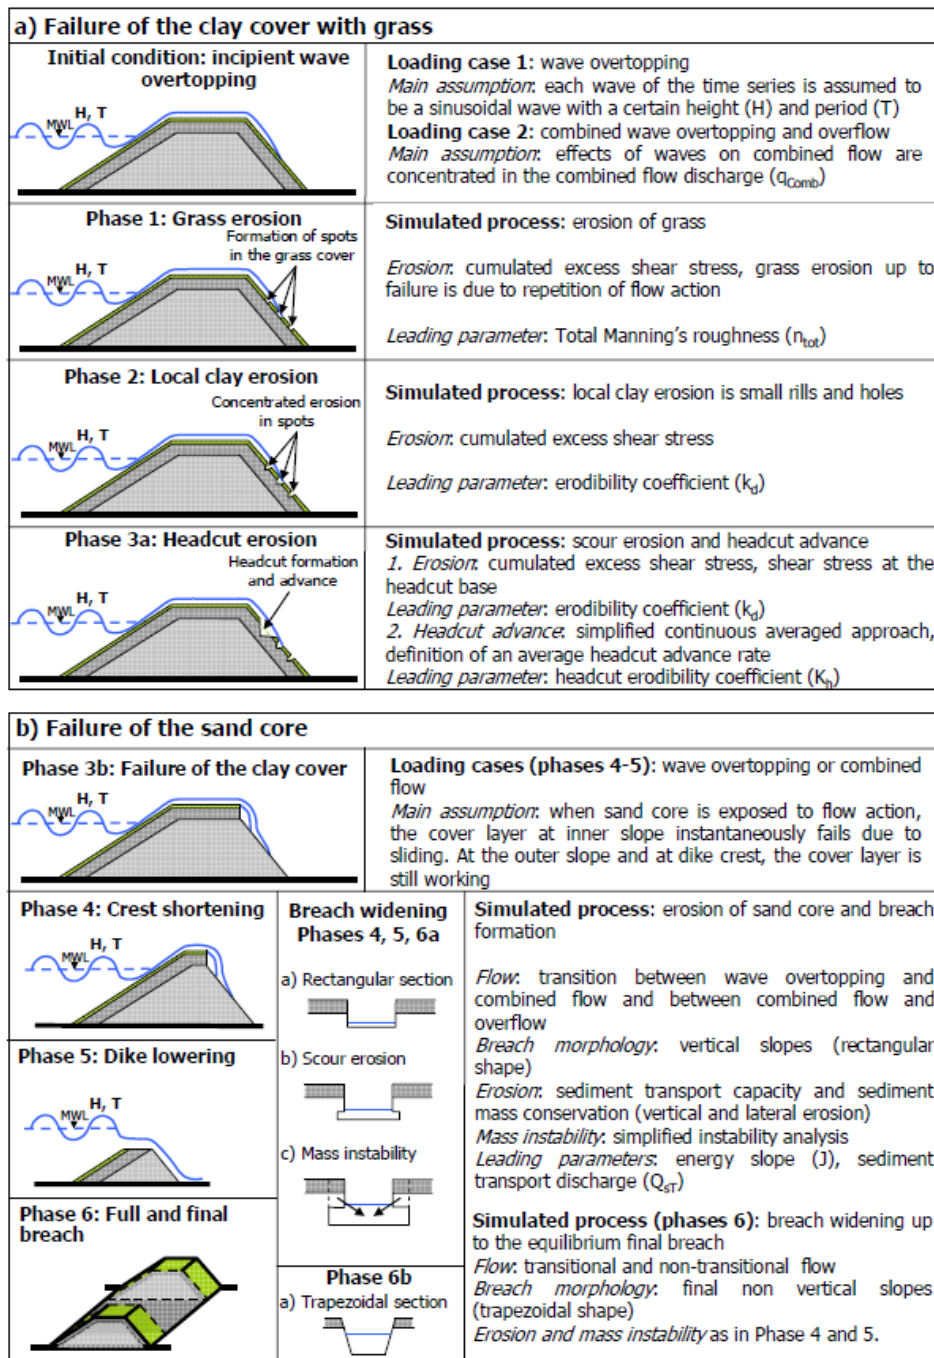 a) Failure of the clay cover with grass
Initial condition: incipient wave
overtopping
H, T
MWL
Loading case 1: wave overtopping
Main assumption: each wave of the time series is assumed to
be a sinusoidal wave with a certain height (H) and period (T)
Loading case 2: combined wave overtopping and overflow
Main assumption: effects of waves on combined flow are
concentrated in the combined flow discharge (qComb)
Phase 1: Grass erosion
Formation of spots
in the grass cover
H, T
MWL
Simulated process: erosion of grass
Erosion: cumulated excess shear stress, grass erosion up to
failure is due to repetition of flow action
Leading parameter: Total Manning's roughness (ntot)
Phase 2: Local clay erosion
Concentrated erosion
in spots
H, T
MWL
Simulated process: local clay erosion is small rills and holes
Erosion: cumulated excess shear stress
Leading parameter: erodibility coefficient (kd)
Phase 3a: Headcut erosion
Headcut formation
and advance
H, T
MWL
Simulated process: scour erosion and headcut advance
1. Erosion: cumulated excess shear stress, shear stress at the
headcut base
Leading parameter: erodibility coefficient (kd)
2. Headcut advance: simplified continuous averaged approach,
definition of an average headcut advance rate
Leading parameter: headcut erodibility coefficient (Kh)
b) Failure of the sand core
Phase 3b: Failure of the clay cover
H, T
MWL
Loading cases (phases 4-5): wave overtopping or combined
flow
Main assumption: when sand core is exposed to flow action,
the cover layer at inner slope instantaneously fails due to
sliding. At the outer slope and at dike crest, the cover layer is
still working
Phase 4: Crest shortening
H, T
MWL
Phase 5: Dike lowering
H, T
MWL
Phase 6: Full and final
breach
Breach widening
Phases 4, 5, 6a
a) Rectangular section
b) Scour erosion
c) Mass instability
Phase 6b
a) Trapezoidal section
Simulated process: erosion of sand core and breach
formation
Flow: transition between wave overtopping and
combined flow and between combined flow and
overflow
Breach morphology: vertical slopes (rectangular
shape)
Erosion: sediment transport capacity and sediment
mass conservation (vertical and lateral erosion)
Mass instability: simplified instability analysis
Leading parameters: energy slope (J), sediment
transport discharge (QsT)
Simulated process (phases 6): breach widening up
to the equilibrium final breach
Flow: transitional and non-transitional flow
Breach morphology: final non vertical slopes
(trapezoidal shape)
Erosion and mass instability as in Phase 4 and 5.